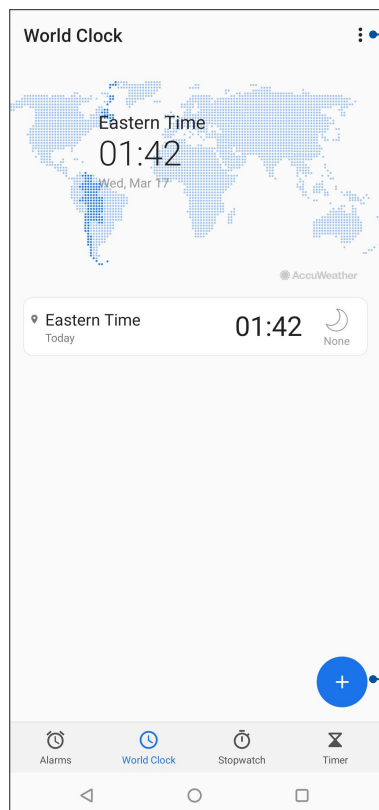 World Clock
Eastern Time
01:42
Wed, Mar 17
AccuWeather
Eastern Time
Today
01:42
None
Alarms
World Clock
Stopwatch
Timer